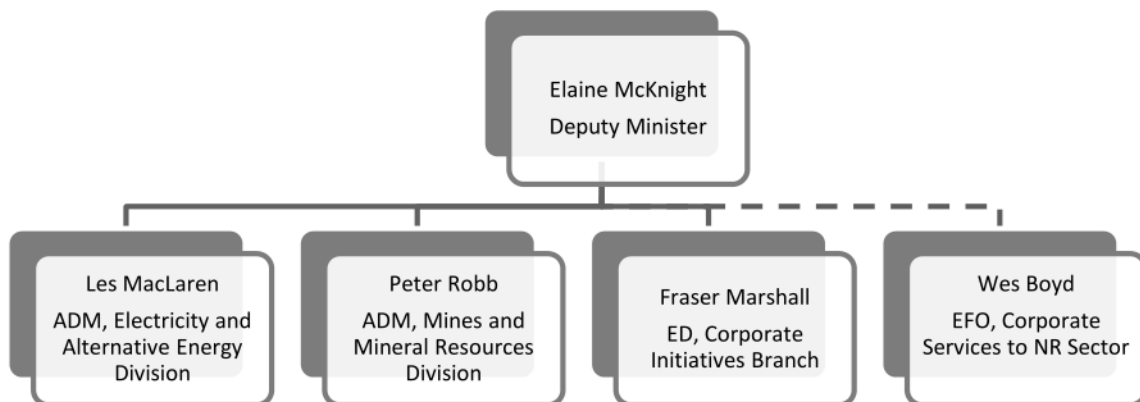 Elaine McKnight
Deputy Minister
Les MacLaren
ADM, Electricity and
Alternative Energy
Division
Peter Robb
ADM, Mines and
Mineral Resources
Division
Fraser Marshall
ED, Corporate
Initiatives Branch
Wes Boyd
EFO, Corporate
Services to NR Sector